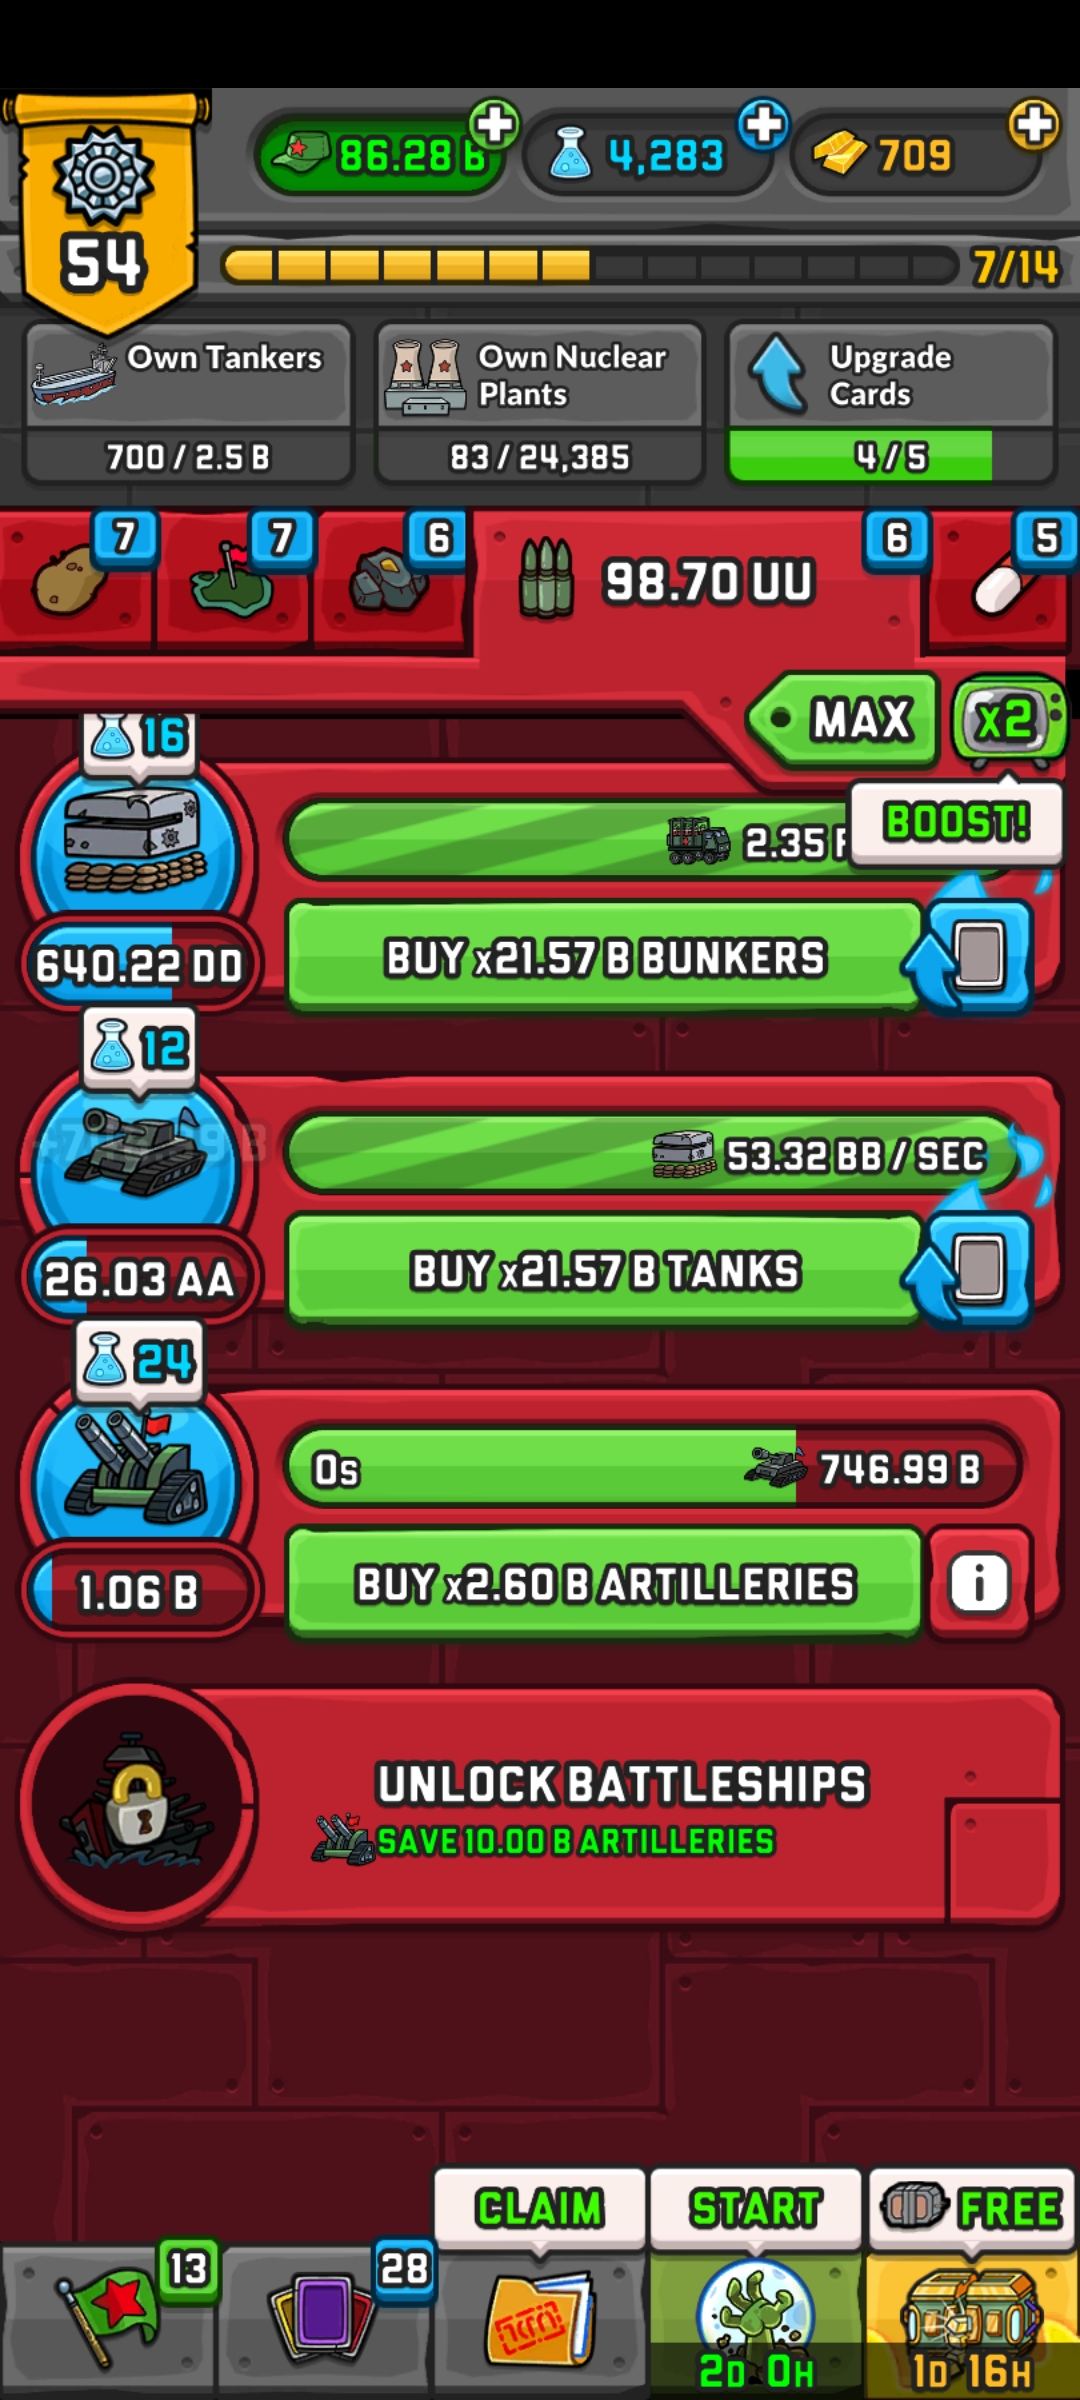 86.28 B
4,283
709
54
7/14
Own Tankers
700 / 2.5 B
Own Nuclear
Plants
83 / 24,385
Upgrade
Cards
4 / 5
7
7
6
98.70 UU
6
5
MAX
x2
BOOST!
16
2.35
640.22 DD
BUY x21.57 B BUNKERS
12
53.32 BB / SEC
26.03 AA
BUY x21.57 B TANKS
24
0s
746.99 B
1.06 B
BUY x2.60 B ARTILLERIES
i
UNLOCK BATTLESHIPS
SAVE 10.00 B ARTILLERIES
CLAIM
START
FREE
13
28
2D 0H
1D 16H